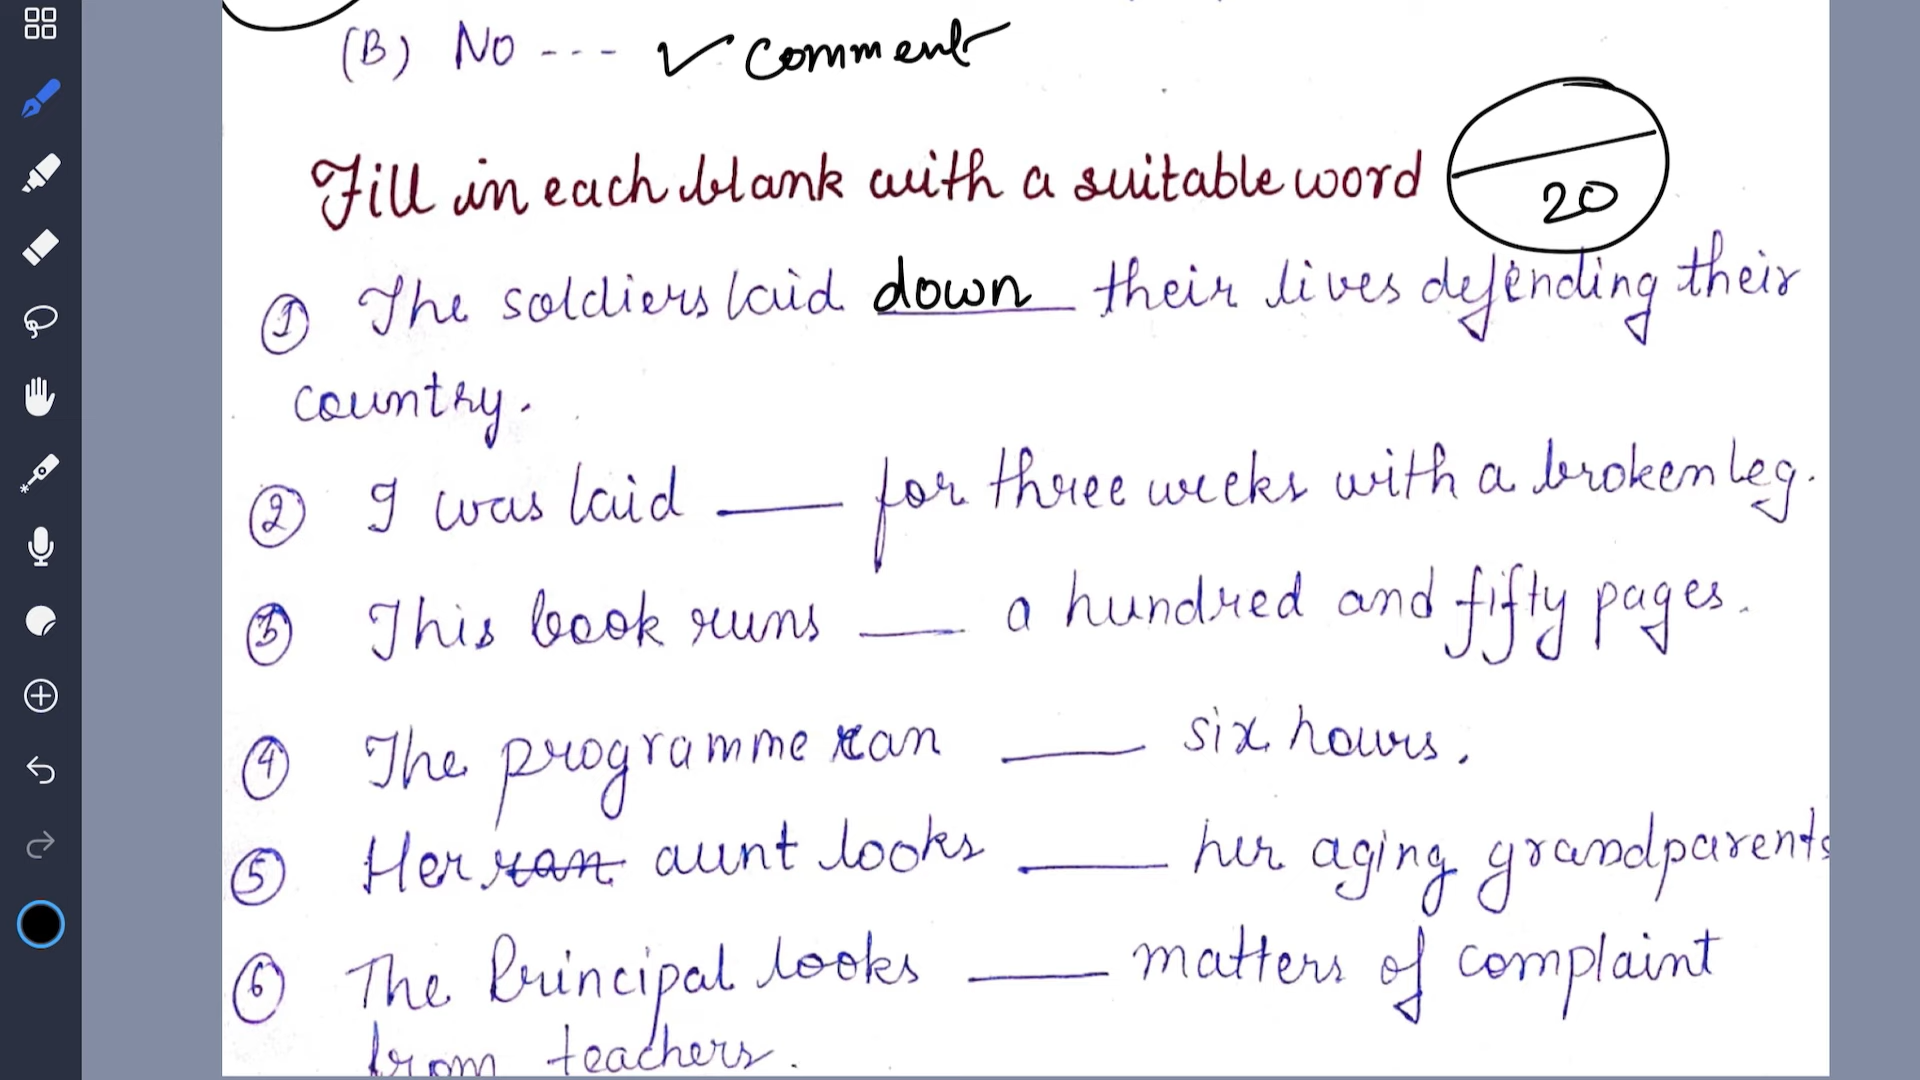 (B) No --- ✓ Comment
Fill in each blank with a suitable word
20
① The soldiers laid down their lives defending their
country.
② I was laid ___ for three weeks with a broken leg.
③ This book runs ___ a hundred and fifty pages.
④ The programme ran ___ six hours.
⑤ Her ran aunt looks ___ her aging grandparents
⑥ The Principal looks ___ matters of complaint
from teachers.